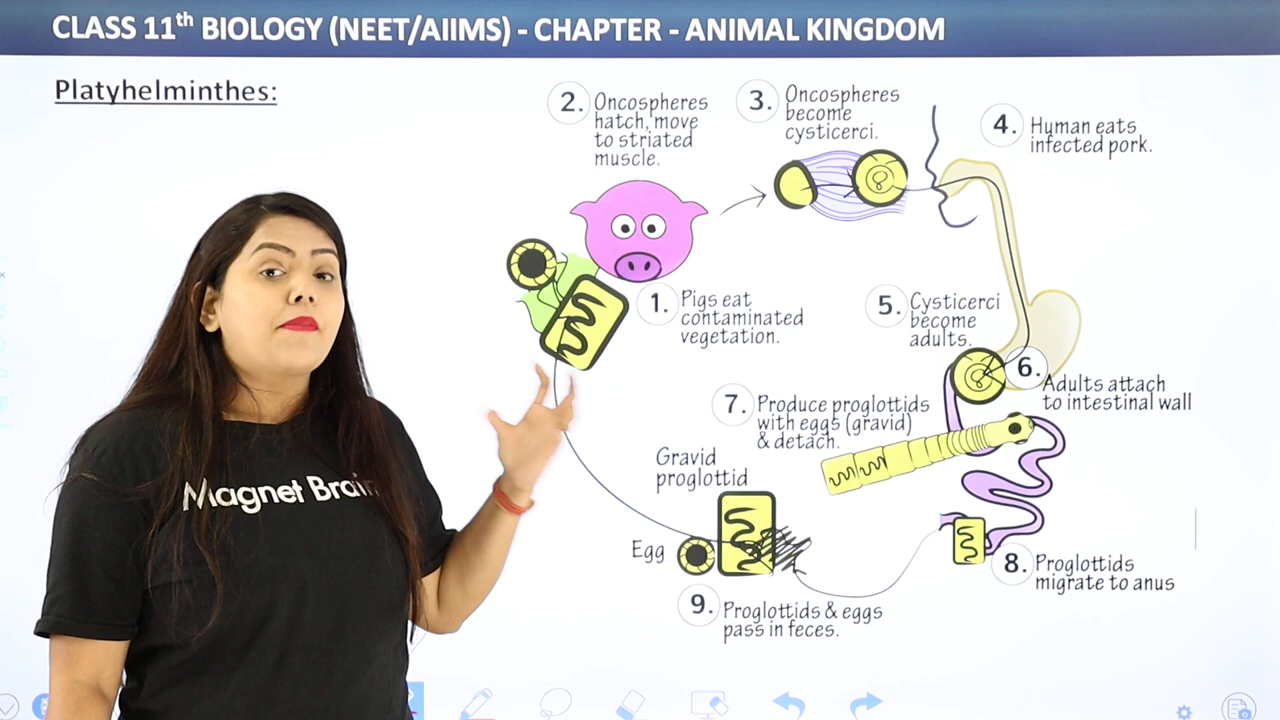 CLASS 11th BIOLOGY (NEET/AIIMS) - CHAPTER - ANIMAL KINGDOM
Platyhelminthes:
2. Oncospheres
hatch, move
to striated
muscle.
3. Oncospheres
become
cysticerci.
4. Human eats
infected pork.
1. Pigs eat
contaminated
vegetation.
5. Cysticerci
become
adults.
6. Adults attach
to intestinal wall
7. Produce proglottids
with eggs (gravid)
& detach.
Gravid
proglottid
Egg
8. Proglottids
migrate to anus
9. Proglottids & eggs
pass in feces.
Magnet Brain